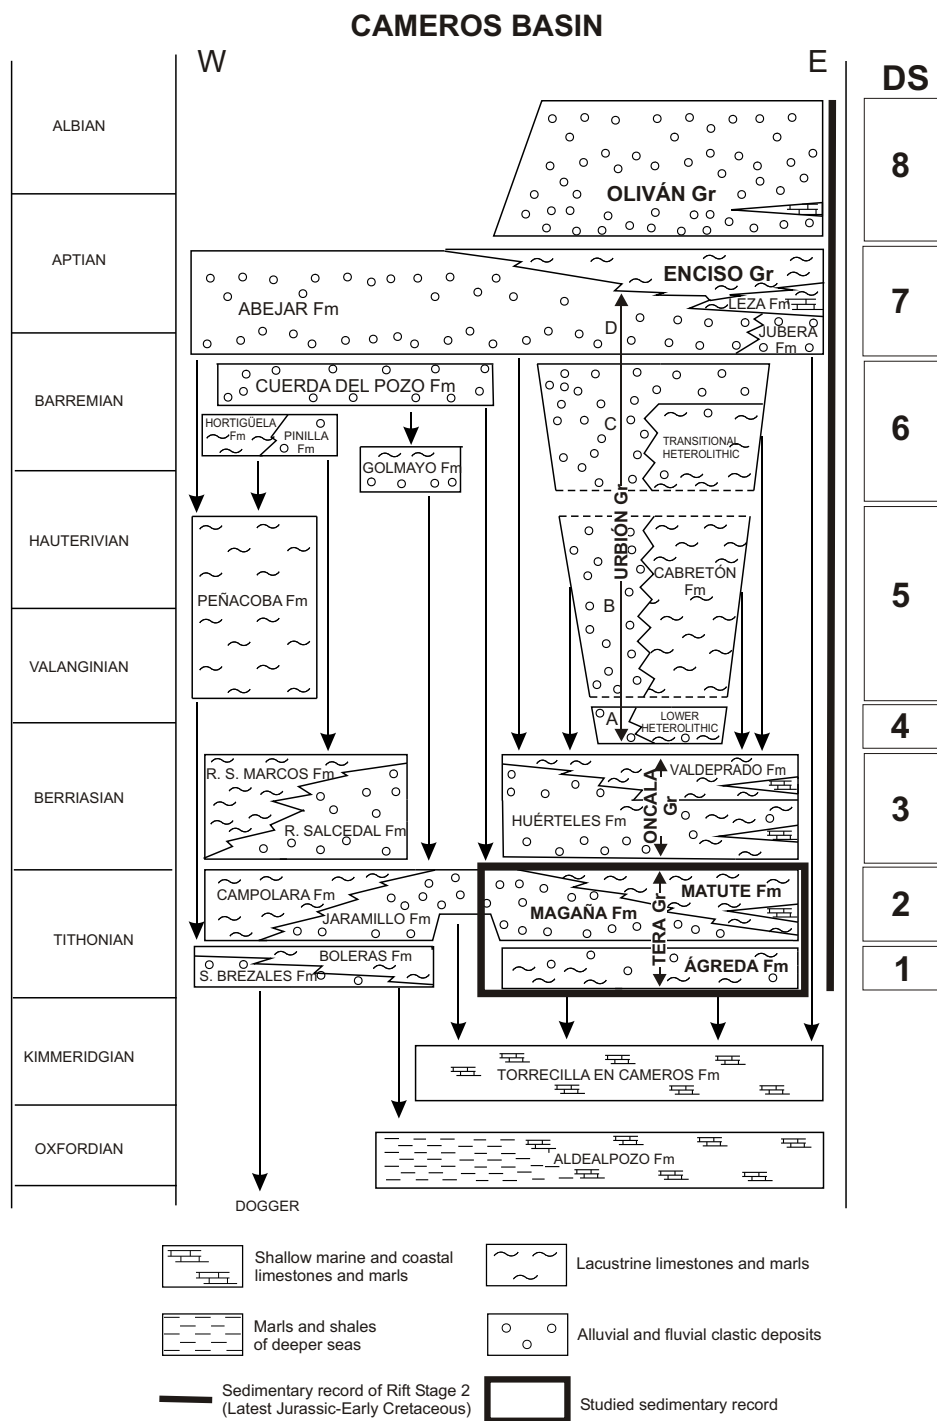 CAMEROS BASIN
W
E
DS
ALBIAN
OLIVÁN Gr
8
APTIAN
ENCISO Gr
ABEJAR Fm
LEZA Fm
D
JUBERA
Fm
7
BARREMIAN
CUERDA DEL POZO Fm
HORTIGÜELA
Fm
PINILLA
Fm
GOLMAYO Fm
C
TRANSITIONAL
HETEROLITHIC
6
URBIÓN Gr
HAUTERIVIAN
PEÑACOBA Fm
CABRETÓN
Fm
B
5
VALANGINIAN
A
LOWER
HETEROLITHIC
4
BERRIASIAN
R. S. MARCOS Fm
R. SALCEDAL Fm
VALDEPRADO Fm
HUÉRTELES Fm
ONCALA
Gr
3
TITHONIAN
CAMPOLARA Fm
JARAMILLO Fm
MAGAÑA Fm
MATUTE Fm
TERA Gr
2
BOLERAS Fm
S. BREZALES Fm
ÁGREDA Fm
1
KIMMERIDGIAN
TORRECILLA EN CAMEROS Fm
OXFORDIAN
ALDEALPOZO Fm
DOGGER
Shallow marine and coastal
limestones and marls
Lacustrine limestones and marls
Marls and shales
of deeper seas
Alluvial and fluvial clastic deposits
Sedimentary record of Rift Stage 2
(Latest Jurassic-Early Cretaceous)
Studied sedimentary record